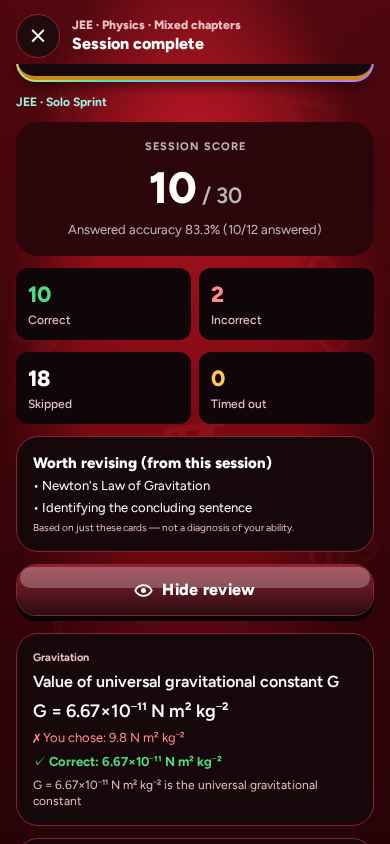 JEE · Physics · Mixed chapters
Session complete
JEE · Solo Sprint
SESSION SCORE
10 / 30
Answered accuracy 83.3% (10/12 answered)
10
Correct
2
Incorrect
18
Skipped
0
Timed out
Worth revising (from this session)
• Newton's Law of Gravitation
• Identifying the concluding sentence
Based on just these cards — not a diagnosis of your ability.
Hide review
Gravitation
Value of universal gravitational constant G
G = 6.67×10⁻¹¹ N m² kg⁻²
✗ You chose: 9.8 N m² kg⁻²
✓ Correct: 6.67×10⁻¹¹ N m² kg⁻²
G = 6.67×10⁻¹¹ N m² kg⁻² is the universal gravitational
constant